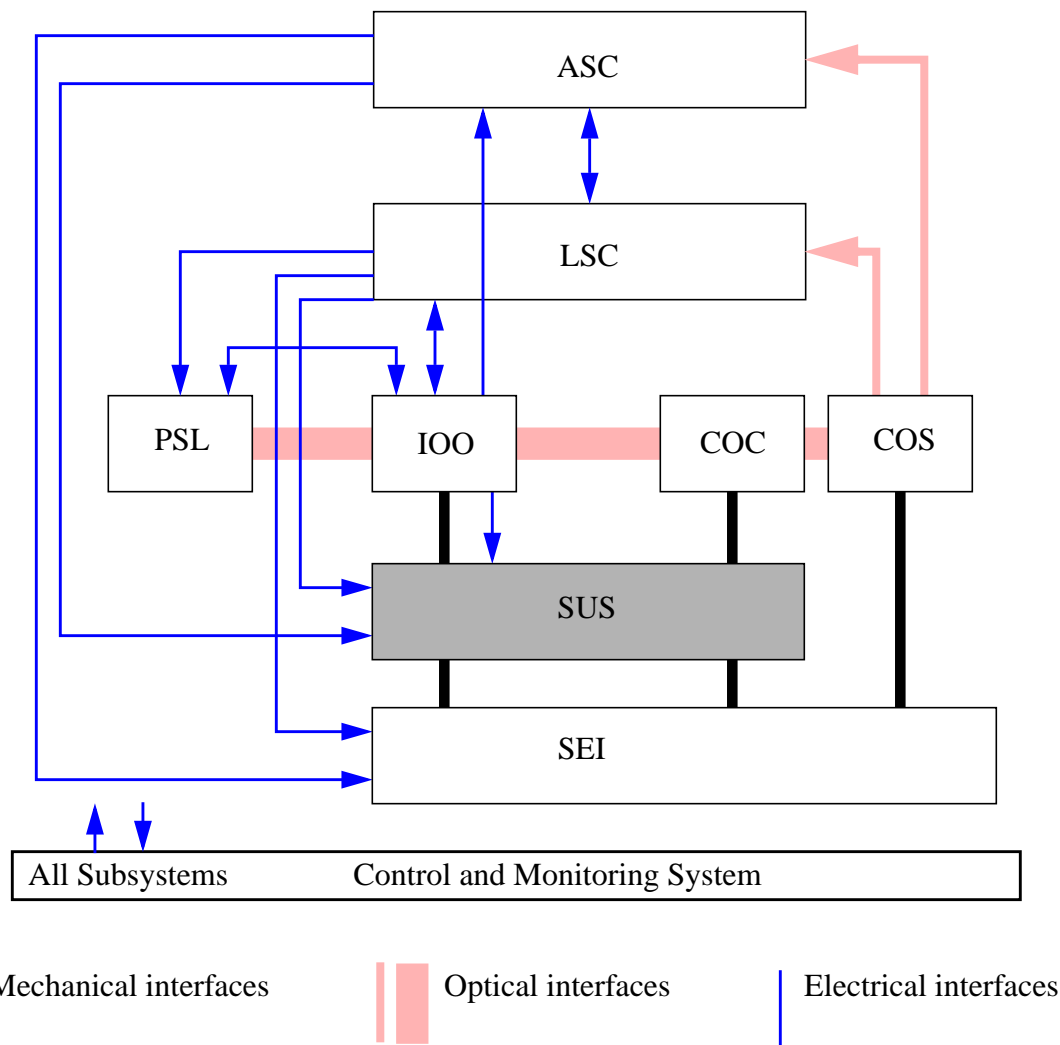 ASC
LSC
PSL
IOO
COC
COS
SUS
SEI
All Subsystems Control and Monitoring System
Mechanical interfaces Optical interfaces Electrical interfaces